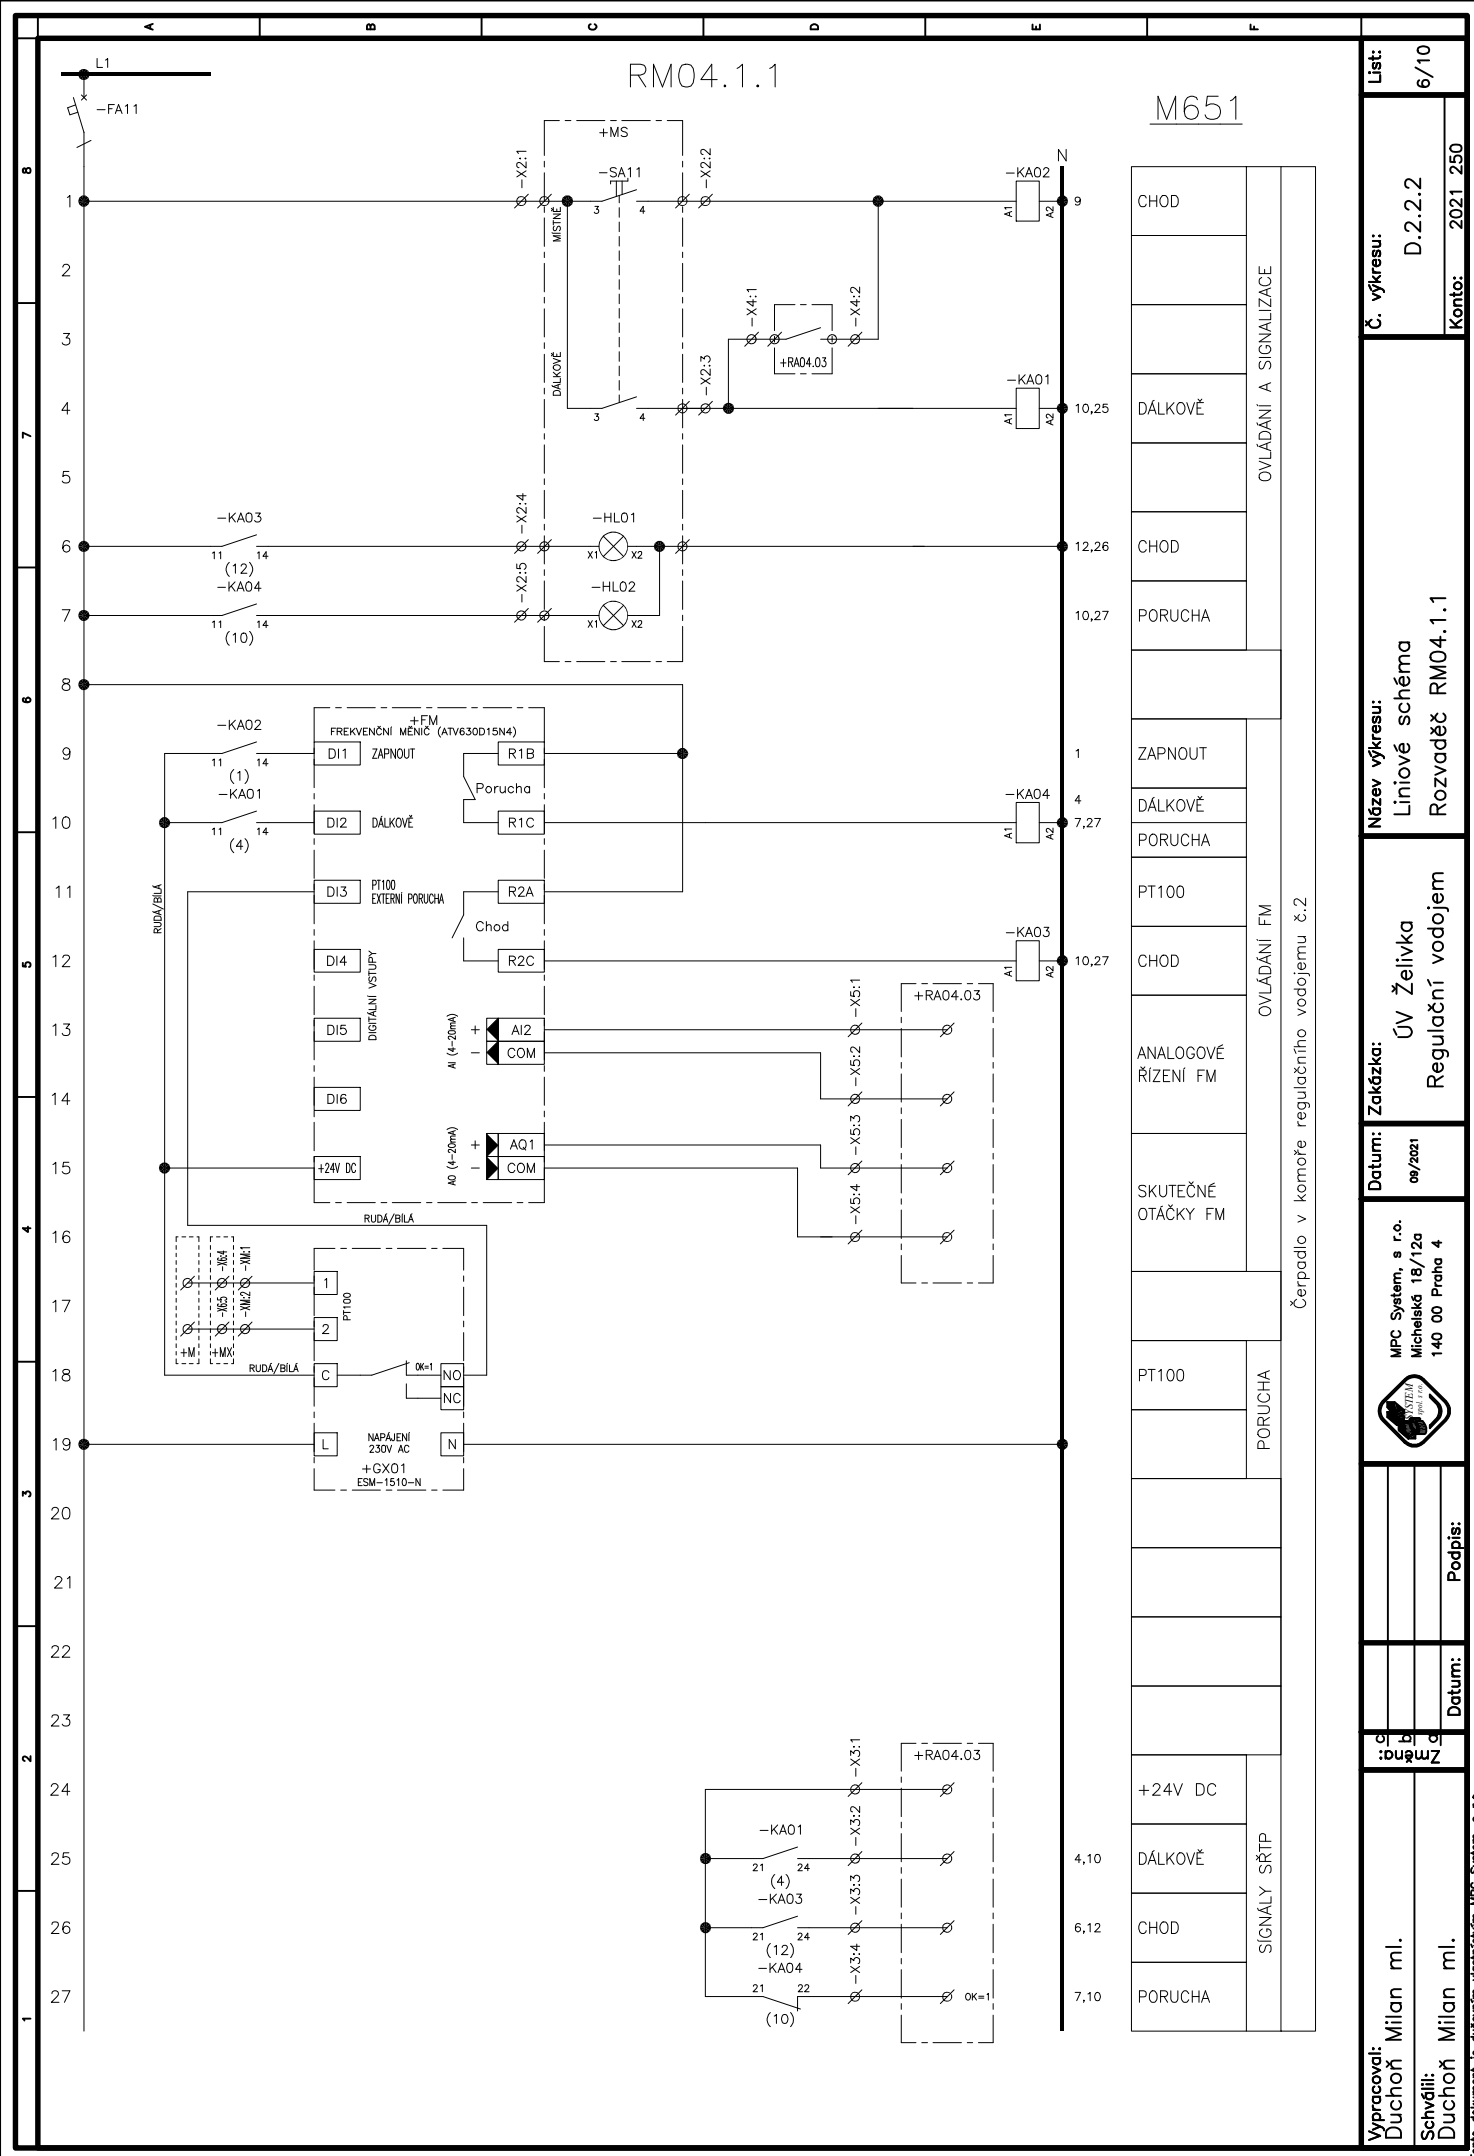 A B C D E F
L1
-FA11
RM04.1.1
M651
8
7
6
5
4
3
2
1
+MS
-X2:1
-SA11
-X2:2
N
-KA02
1
3 4
A1 A2
9
CHOD
MÍSTNĚ
2
-X4:1
-X4:2
3
+RA04.03
DÁLKOVĚ
-X2:3
-KA01
4
3 4
A1 A2
10,25
DÁLKOVĚ
OVLÁDÁNÍ A SIGNALIZACE
5
-KA03
-X2:4
-HL01
6
11 14
X1 X2
12,26
CHOD
(12)
-KA04
-X2:5
-HL02
7
11 14
X1 X2
10,27
PORUCHA
(10)
8
+FM
FREKVENČNÍ MĚNIČ (ATV630D15N4)
-KA02
9
11 14
DI1 ZAPNOUT
R1B
1
ZAPNOUT
(1)
-KA01
Porucha
-KA04
4
DÁLKOVĚ
10
11 14
DI2 DÁLKOVĚ
R1C
A1 A2
7,27
PORUCHA
(4)
RUDÁ/BÍLÁ
11
DI3
PT100
EXTERNÍ PORUCHA
R2A
PT100
Chod
-KA03
12
DI4
R2C
A1 A2
10,27
CHOD
OVLÁDÁNÍ FM
DIGITÁLNÍ VSTUPY
-X5:1
+RA04.03
13
DI5
AI (4-20mA)
+ AI2
- COM
-X5:2
ANALOGOVÉ
ŘÍZENÍ FM
14
DI6
-X5:3
AO (4-20mA)
+ AQ1
15
+24V DC
- COM
-X5:4
SKUTEČNÉ
OTÁČKY FM
16
RUDÁ/BÍLÁ
-X6:4
-XM:1
1
17
-X6:5
-XM:2
PT100
2
+M
+MX
18
RUDÁ/BÍLÁ
C
OK=1
NO
NC
PT100
PORUCHA
19
L
NAPÁJENÍ
230V AC
N
+GX01
ESM-1510-N
Čerpadlo v komoře regulačního vodojemu č.2
20
21
22
23
-X3:1
+RA04.03
24
+24V DC
-KA01
-X3:2
25
21 24
4,10
DÁLKOVĚ
(4)
-KA03
-X3:3
26
21 24
6,12
CHOD
(12)
-KA04
-X3:4
27
21 22
OK=1
7,10
PORUCHA
(10)
SIGNÁLY SŘTP
List:
6/10
Č. výkresu:
D.2.2.2
Konto: 2021 250
Název výkresu:
Liniové schéma
Rozvaděč RM04.1.1
Zakázka:
ÚV Želivka
Regulační vodojem
Datum:
09/2021
MPC System, s r.o.
Michelská 18/12a
140 00 Praha 4
SYSTEM
spol. s r.o.
Podpis:
Datum:
Změna:
c
b
a
Vypracoval:
Duchoň Milan ml.
Schválil:
Duchoň Milan ml.